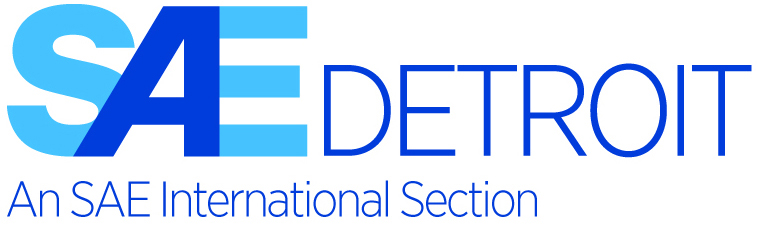 SAE DETROIT
An SAE International Section